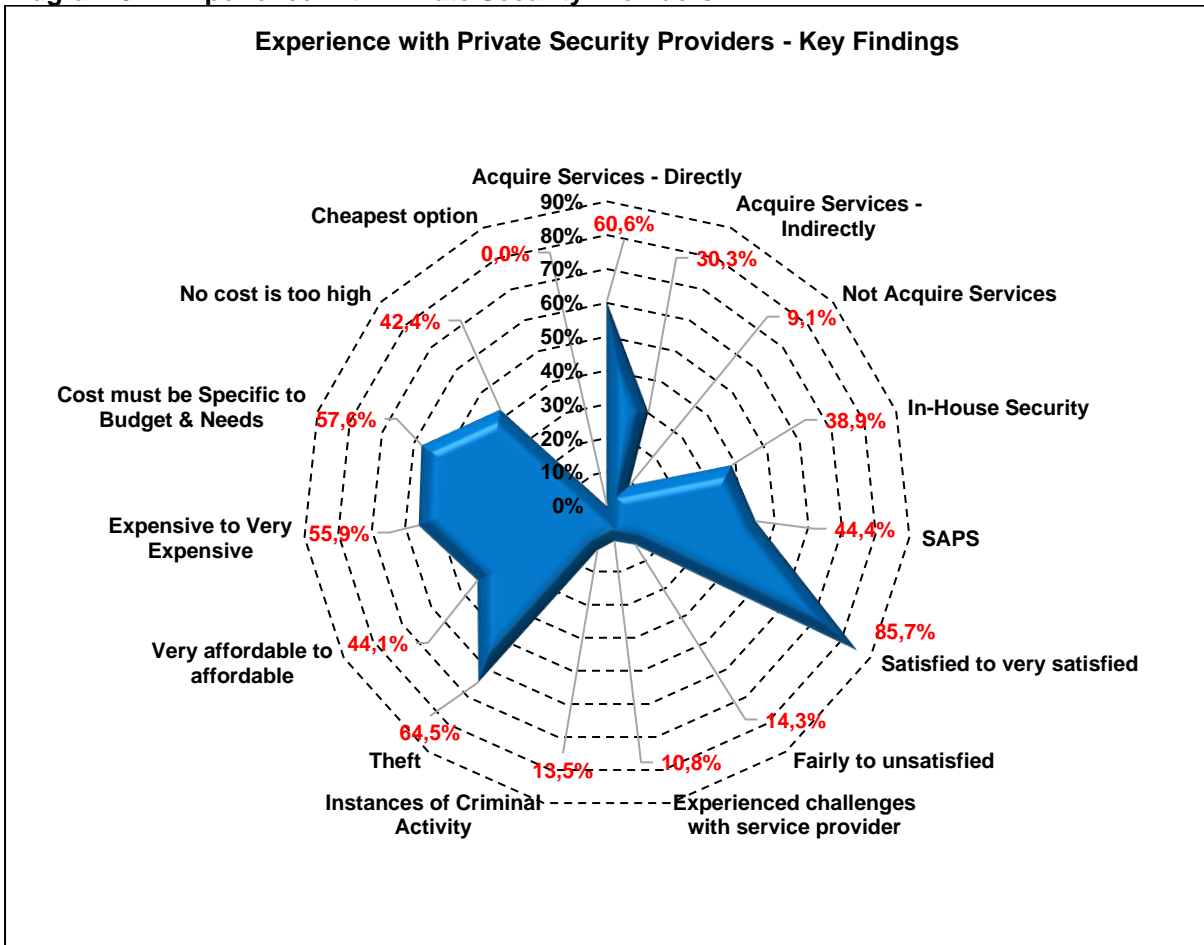 Experience with Private Security Providers - Key Findings
Acquire Services - Directly
Acquire Services -
Indirectly
Not Acquire Services
In-House Security
SAPS
Satisfied to very satisfied
Fairly to unsatisfied
Experienced challenges
with service provider
Instances of Criminal
Activity
Theft
Very affordable to
affordable
Expensive to Very
Expensive
Cost must be Specific to
Budget & Needs
No cost is too high
Cheapest option
90%
80%
70%
60%
50%
40%
30%
20%
10%
0%
60,6%
30,3%
9,1%
38,9%
44,4%
85,7%
14,3%
10,8%
13,5%
64,5%
44,1%
55,9%
57,6%
42,4%
0,0%